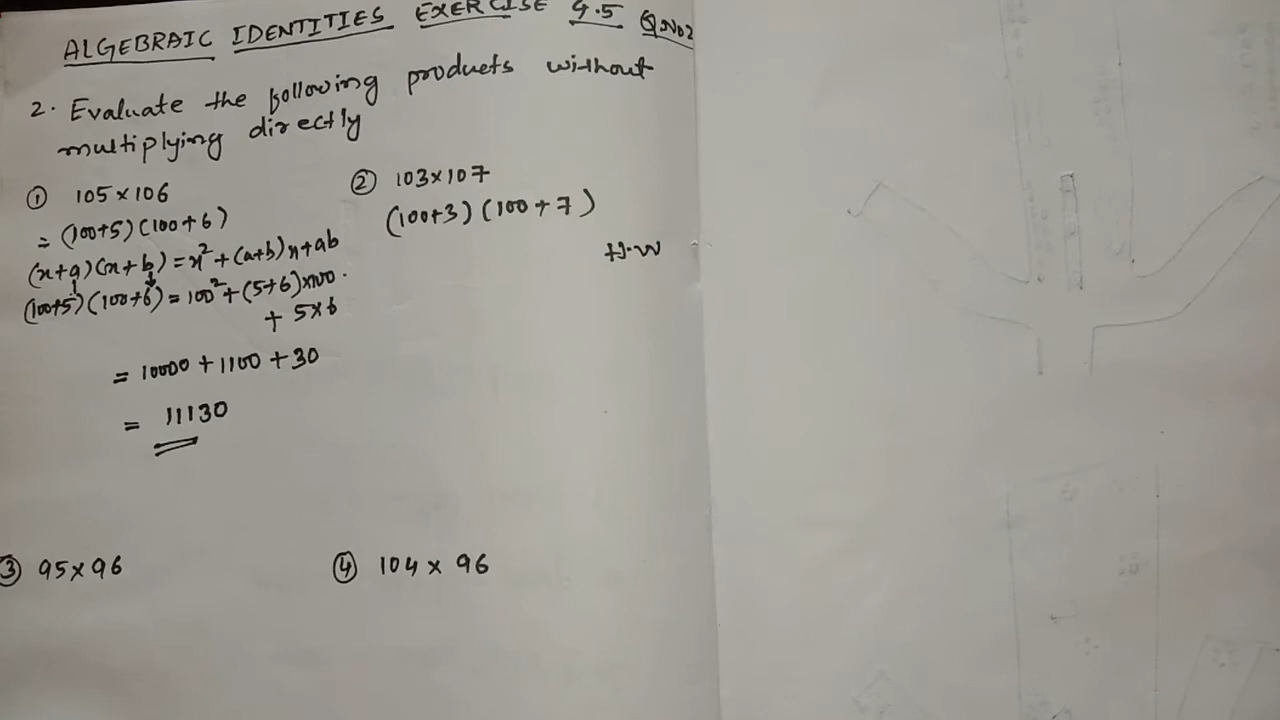 ALGEBRAIC IDENTITIES EXERCISE 9.5 Q.No2
2. Evaluate the following products without
multiplying directly
① 105 × 106
= (100+5) (100+6)
(x+a) (x+b) = x² + (a+b) x + ab
(100+5) (100+6) = 100² + (5+6) × 100.
+ 5×6
= 10000 + 1100 + 30
= 11130
② 103×107
(100+3) (100+7)
H.W
③ 95×96
④ 104 × 96